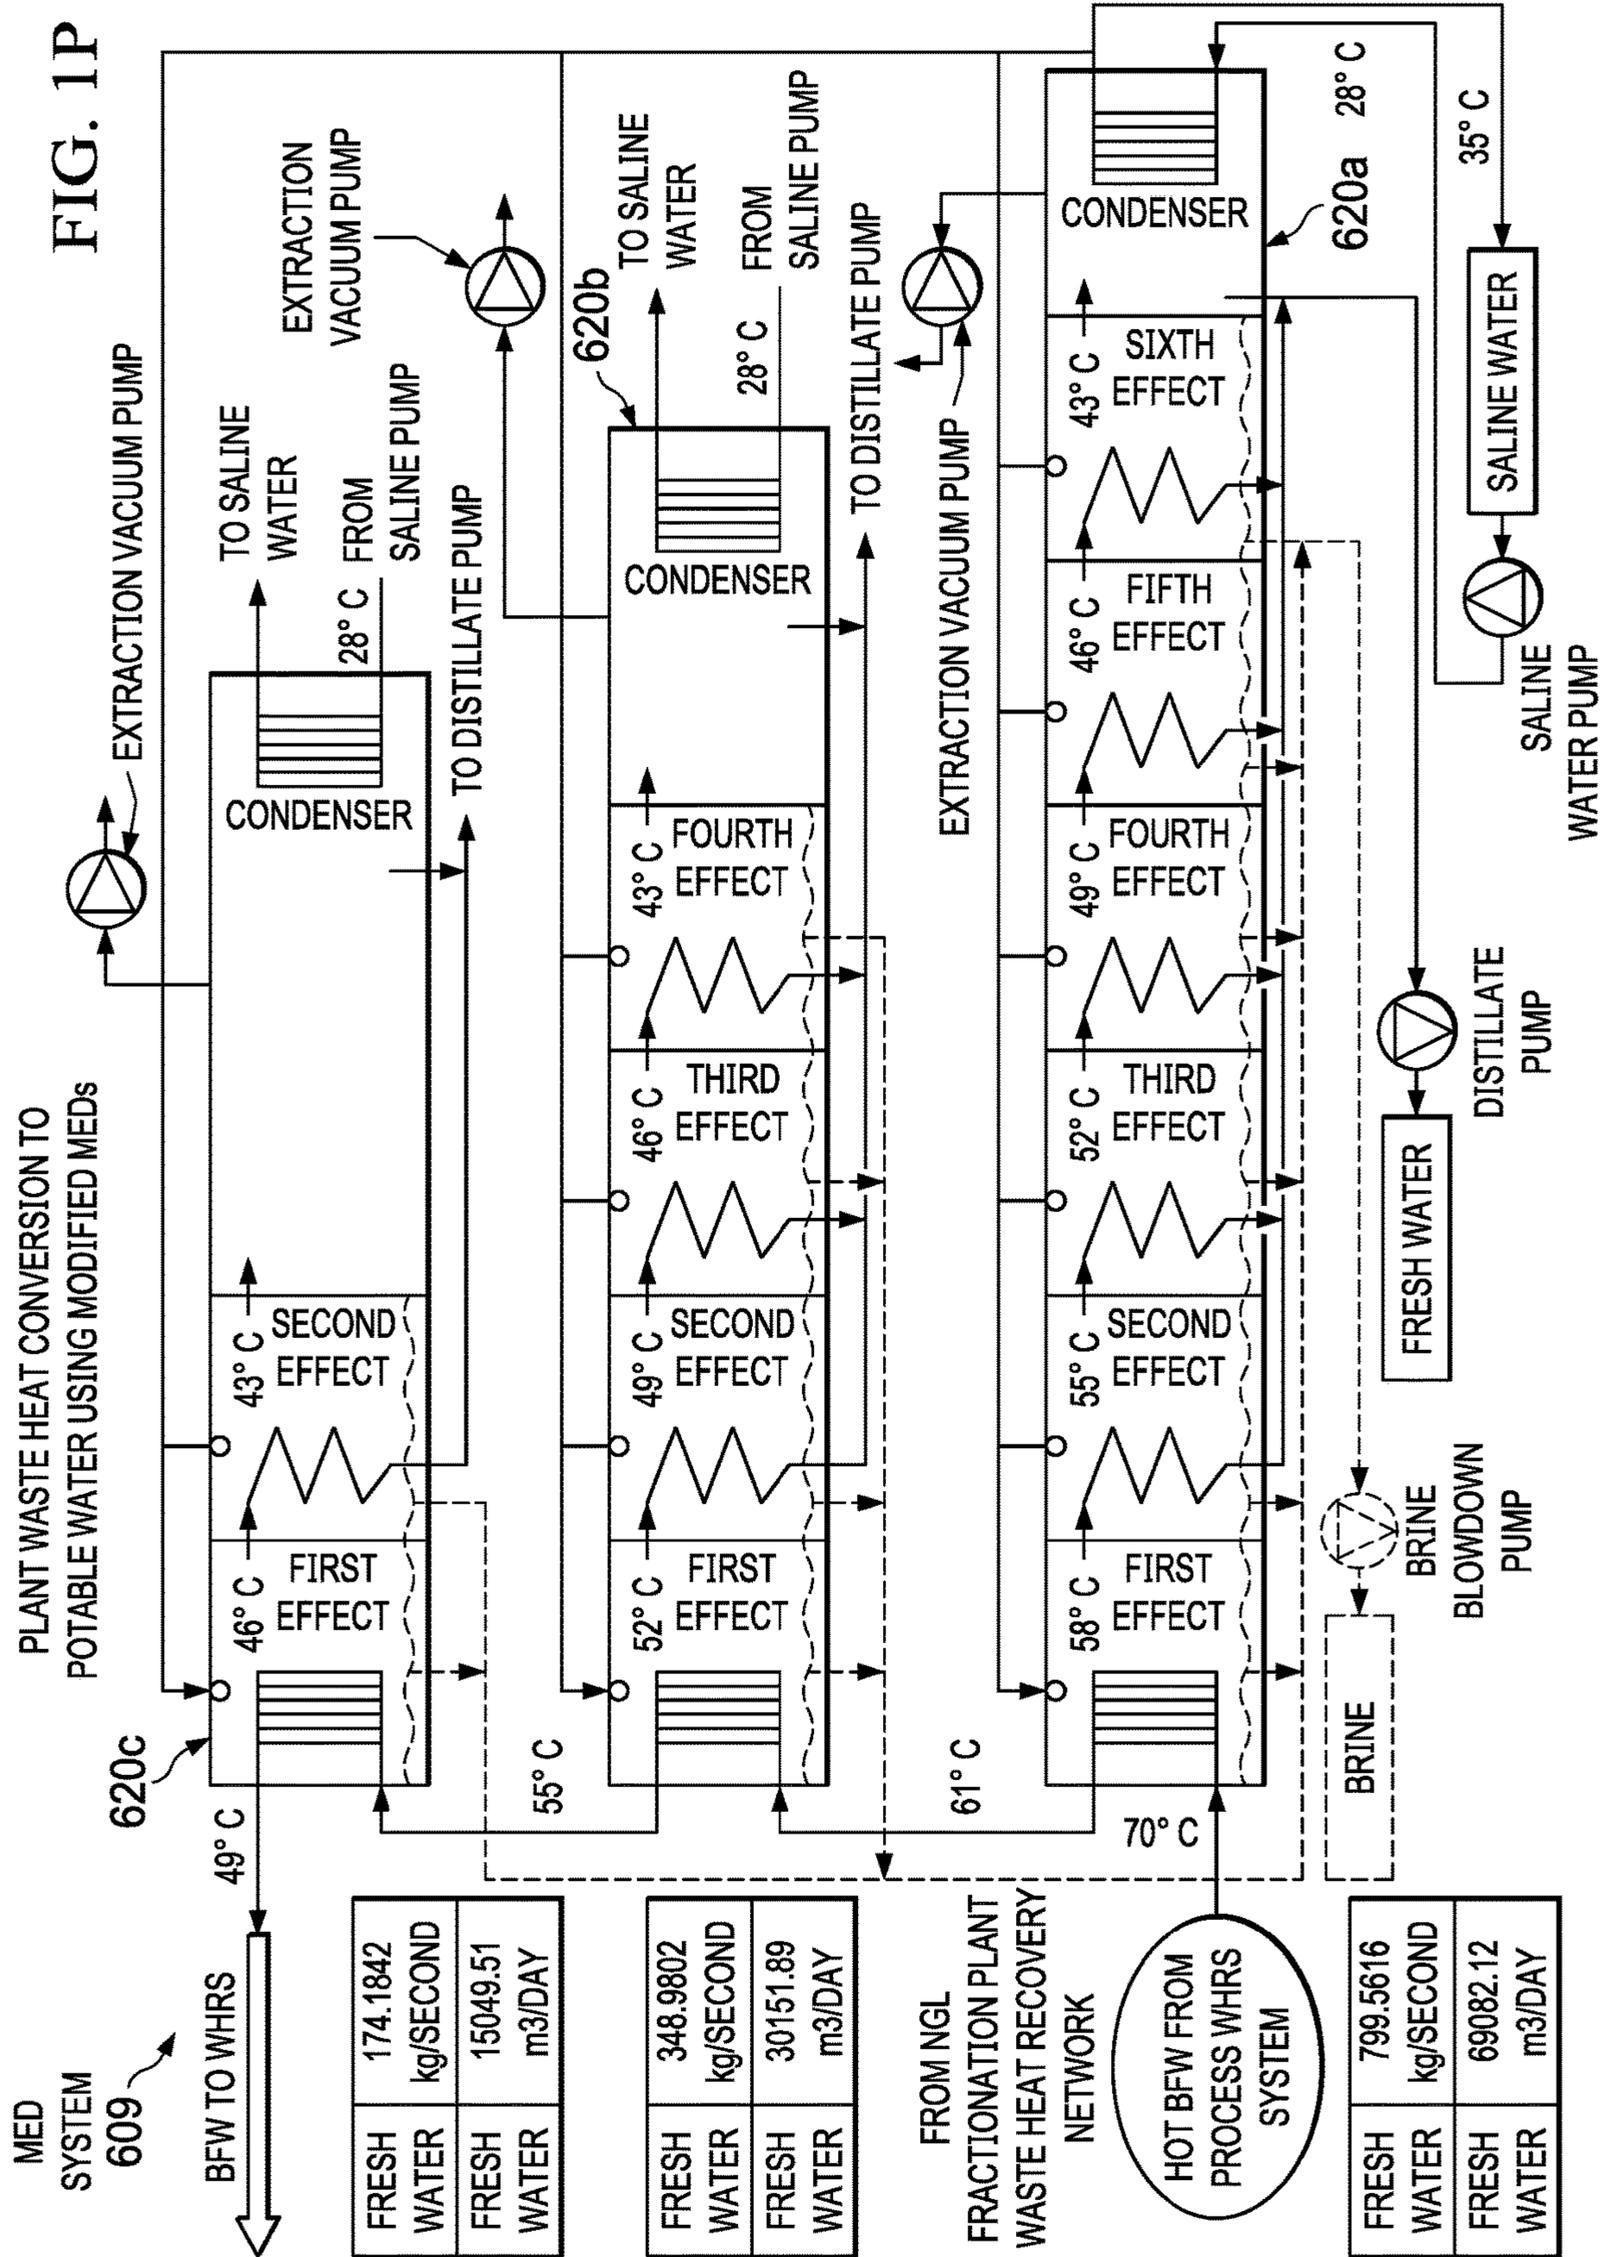 FIG. 1P
PLANT WASTE HEAT CONVERSION TO
POTABLE WATER USING MODIFIED MEDs
MED
SYSTEM
609
BFW TO WHRS
49° C
620c
46° C
FIRST
EFFECT
43° C
SECOND
EFFECT
CONDENSER
EXTRACTION VACUUM PUMP
TO SALINE
WATER
28° C
FROM
SALINE PUMP
TO DISTILLATE PUMP
FRESH
WATER
174.1842
kg/SECOND
FRESH
WATER
15049.51
m3/DAY
55° C
52° C
FIRST
EFFECT
49° C
SECOND
EFFECT
46° C
THIRD
EFFECT
43° C
FOURTH
EFFECT
CONDENSER
620b
EXTRACTION
VACUUM PUMP
TO SALINE
WATER
28° C
FROM
SALINE PUMP
TO DISTILLATE PUMP
FRESH
WATER
348.9802
kg/SECOND
FRESH
WATER
30151.89
m3/DAY
FROM NGL
FRACTIONATION PLANT
WASTE HEAT RECOVERY
NETWORK
HOT BFW FROM
PROCESS WHRS
SYSTEM
61° C
70° C
58° C
FIRST
EFFECT
55° C
SECOND
EFFECT
52° C
THIRD
EFFECT
49° C
FOURTH
EFFECT
46° C
FIFTH
EFFECT
43° C
SIXTH
EFFECT
CONDENSER
EXTRACTION VACUUM PUMP
620a
28° C
35° C
FRESH
WATER
799.5616
kg/SECOND
FRESH
WATER
69082.12
m3/DAY
BRINE
BRINE
BLOWDOWN
PUMP
FRESH WATER
DISTILLATE
PUMP
SALINE
WATER PUMP
SALINE WATER